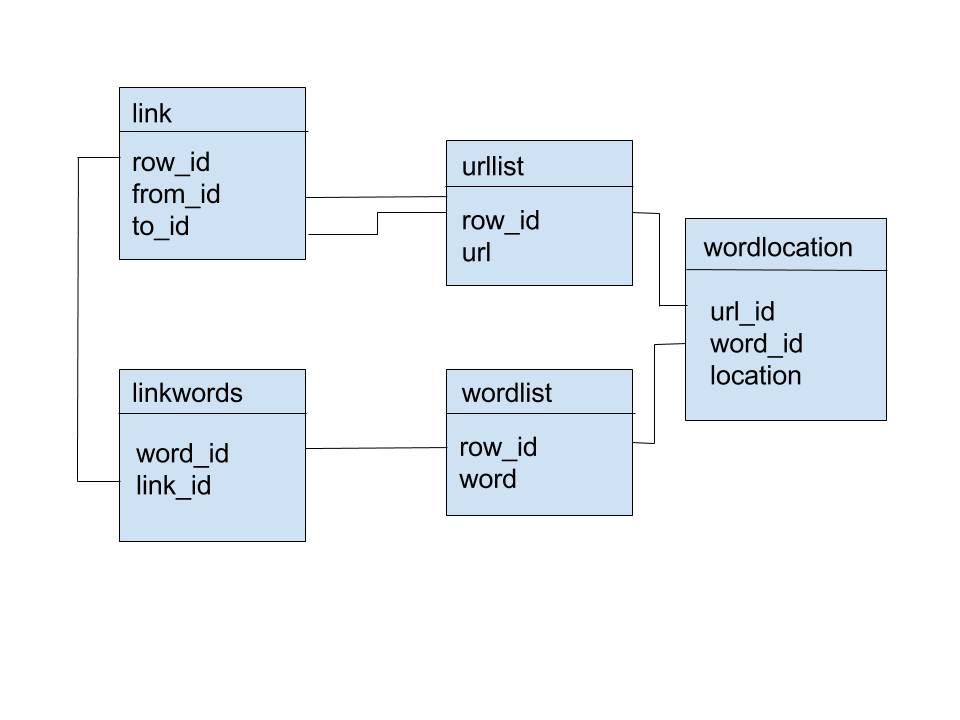 link
row_id
from_id
to_id
urllist
row_id
url
wordlocation
url_id
word_id
location
linkwords
word_id
link_id
wordlist
row_id
word